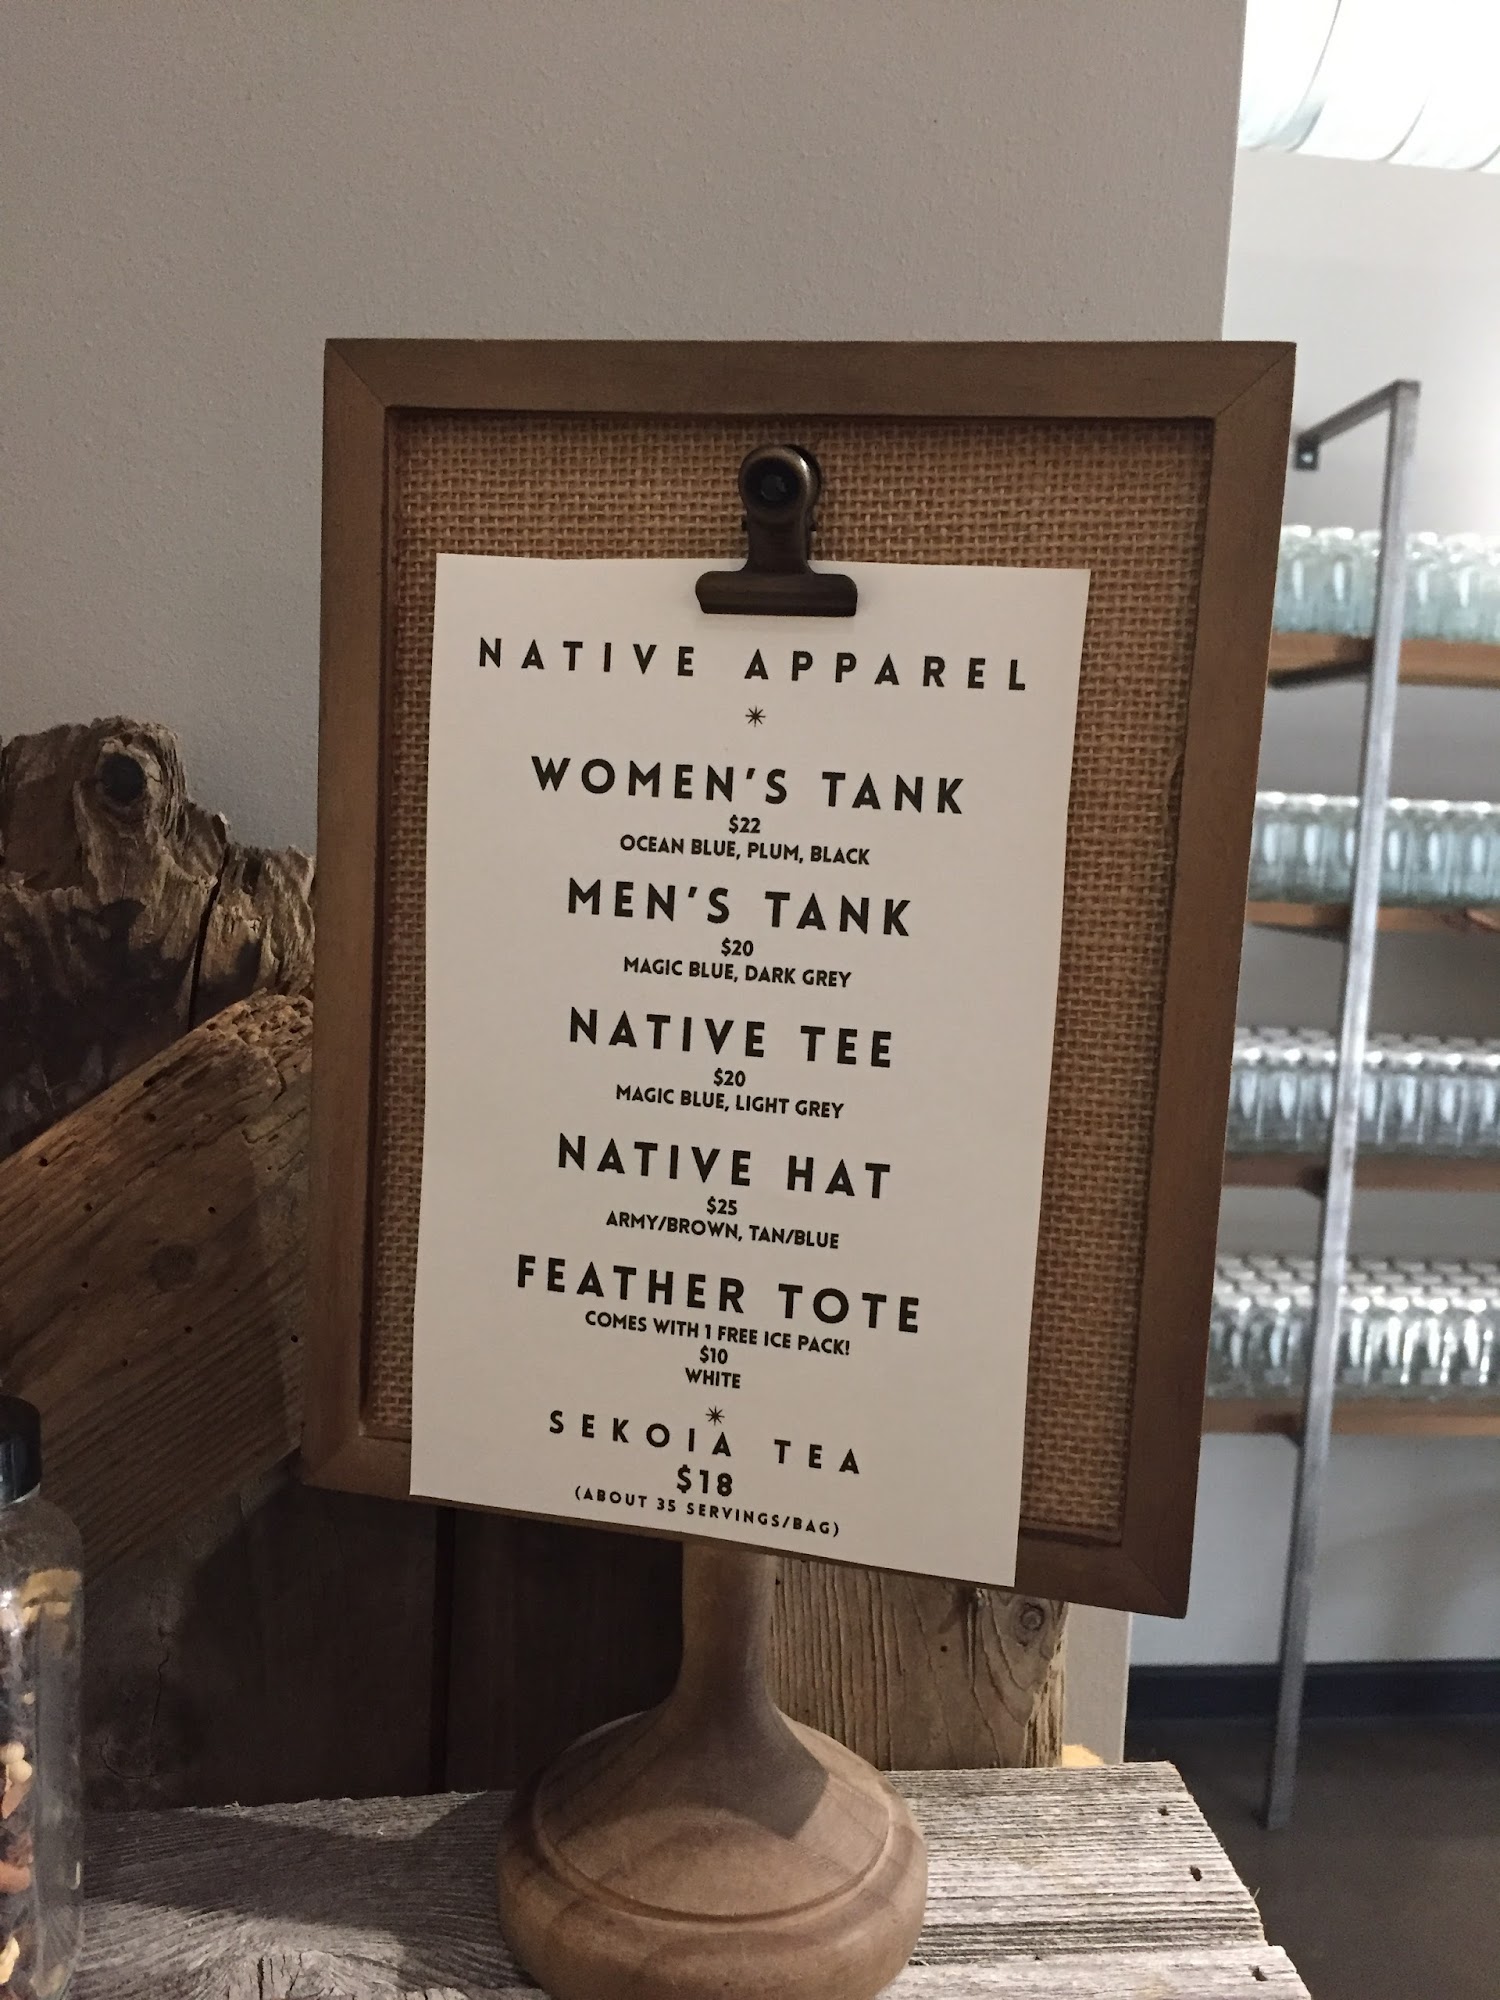 NATIVE APPAREL
WOMEN'S TANK
$22
OCEAN BLUE, PLUM, BLACK
MEN'S TANK
$20
MAGIC BLUE, DARK GREY
NATIVE TEE
$20
MAGIC BLUE, LIGHT GREY
NATIVE HAT
$25
ARMY/BROWN, TAN/BLUE
FEATHER TOTE
COMES WITH 1 FREE ICE PACK!
$10
WHITE
SEKOIA TEA
$18
(ABOUT 35 SERVINGS/BAG)